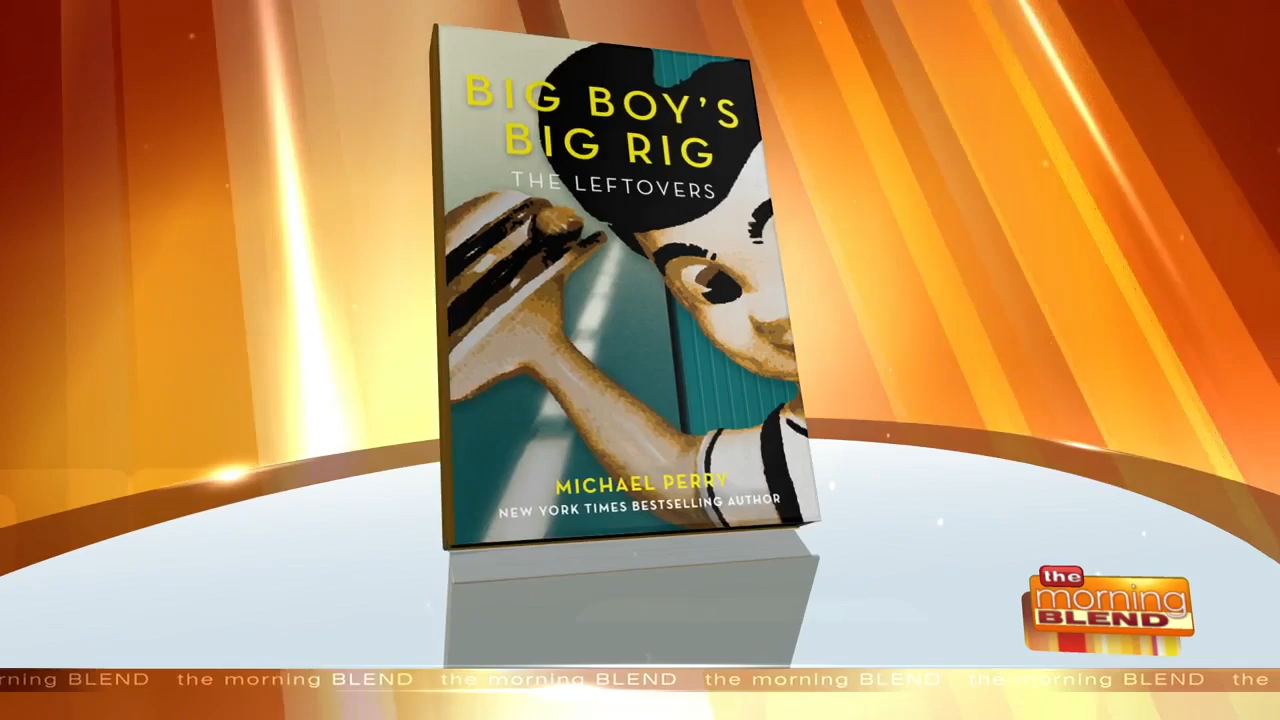 BIG BOY'S
BIG RIG
THE LEFTOVERS
MICHAEL PERRY
NEW YORK TIMES BESTSELLING AUTHOR
the
morning
BLEND
rning BLEND the morning BLEND the morning BLEND the morning BLEND the morning BLEND the